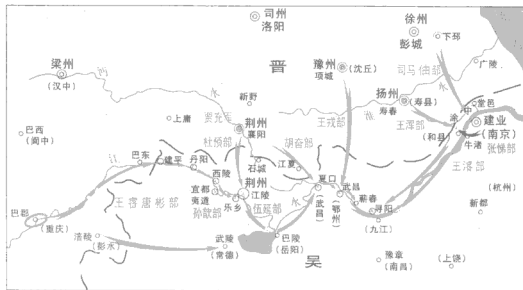 司州
洛阳
徐州
彭城
下邳
梁州
(汉中)
晋
豫州
项城
(沈丘)
司马伷部
广陵
扬州
寿春
(寿县)
堂邑
涂
中
建业
(南京)
新野
荆州
襄阳
上庸
王戎部
王浑部
(和县)
牛渚
张悌部
巴西
(阆中)
江
杜预部
胡奋部
王濬部
巴东
建平
丹阳
石城
江夏
西陵
荆州
江陵
夏口
武昌
(杭州)
宜都
夷道
乐乡
伍延部
武昌
(鄂州)
蕲春
寻阳
(九江)
新都
王濬唐彬部
孙歆部
巴郡
(重庆)
涪陵
(彭水)
武陵
(常德)
巴陵
(岳阳)
吴
豫章
(南昌)
(上饶)